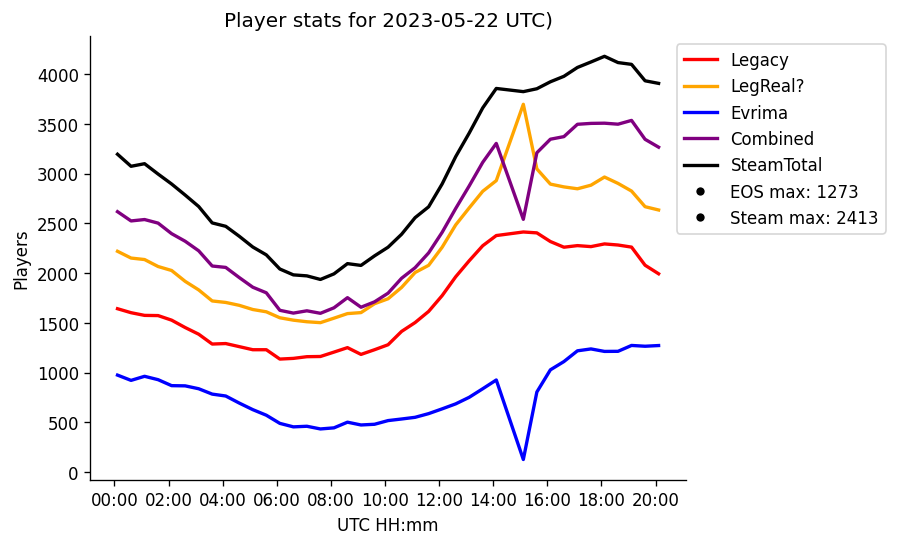 Player stats for 2023-05-22 UTC)
Players
4000
3500
3000
2500
2000
1500
1000
500
0
00:00 02:00 04:00 06:00 08:00 10:00 12:00 14:00 16:00 18:00 20:00
UTC HH:mm
Legacy
LegReal?
Evrima
Combined
SteamTotal
EOS max: 1273
Steam max: 2413